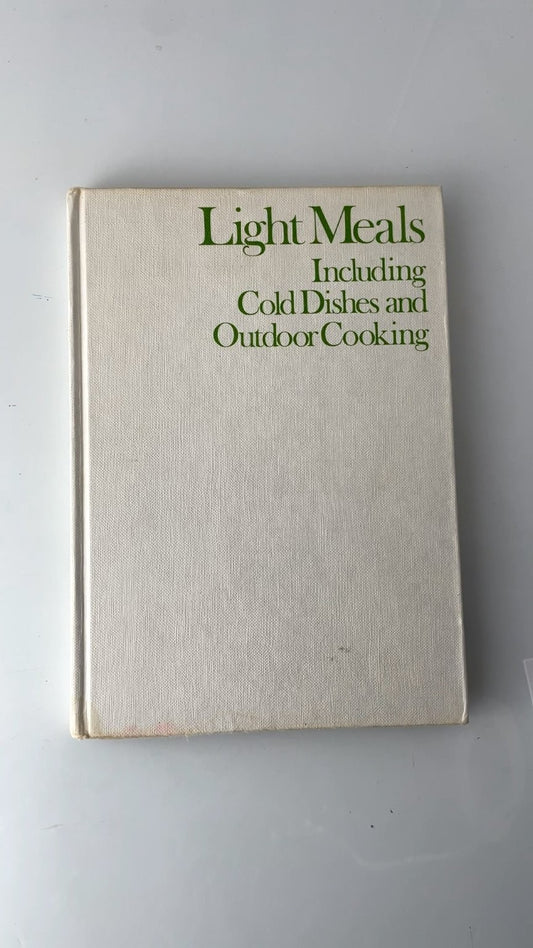 Light Meals
Including
Cold Dishes and
Outdoor Cooking